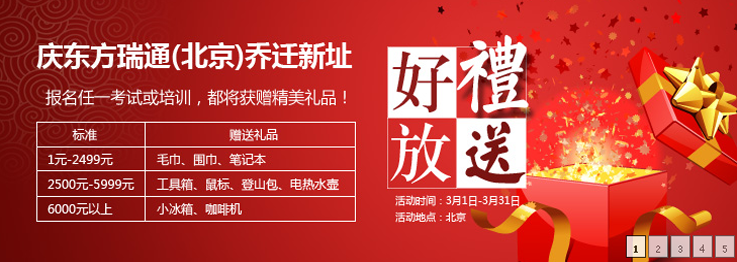 庆东方瑞通(北京)乔迁新址
报名任一考试或培训，都将获赠精美礼品！
标准 赠送礼品
1元-2499元 毛巾、围巾、笔记本
2500元-5999元 工具箱、鼠标、登山包、电热水壶
6000元以上 小冰箱、咖啡机
好禮
放送
活动时间：3月1日-3月31日
活动地点：北京
1 2 3 4 5